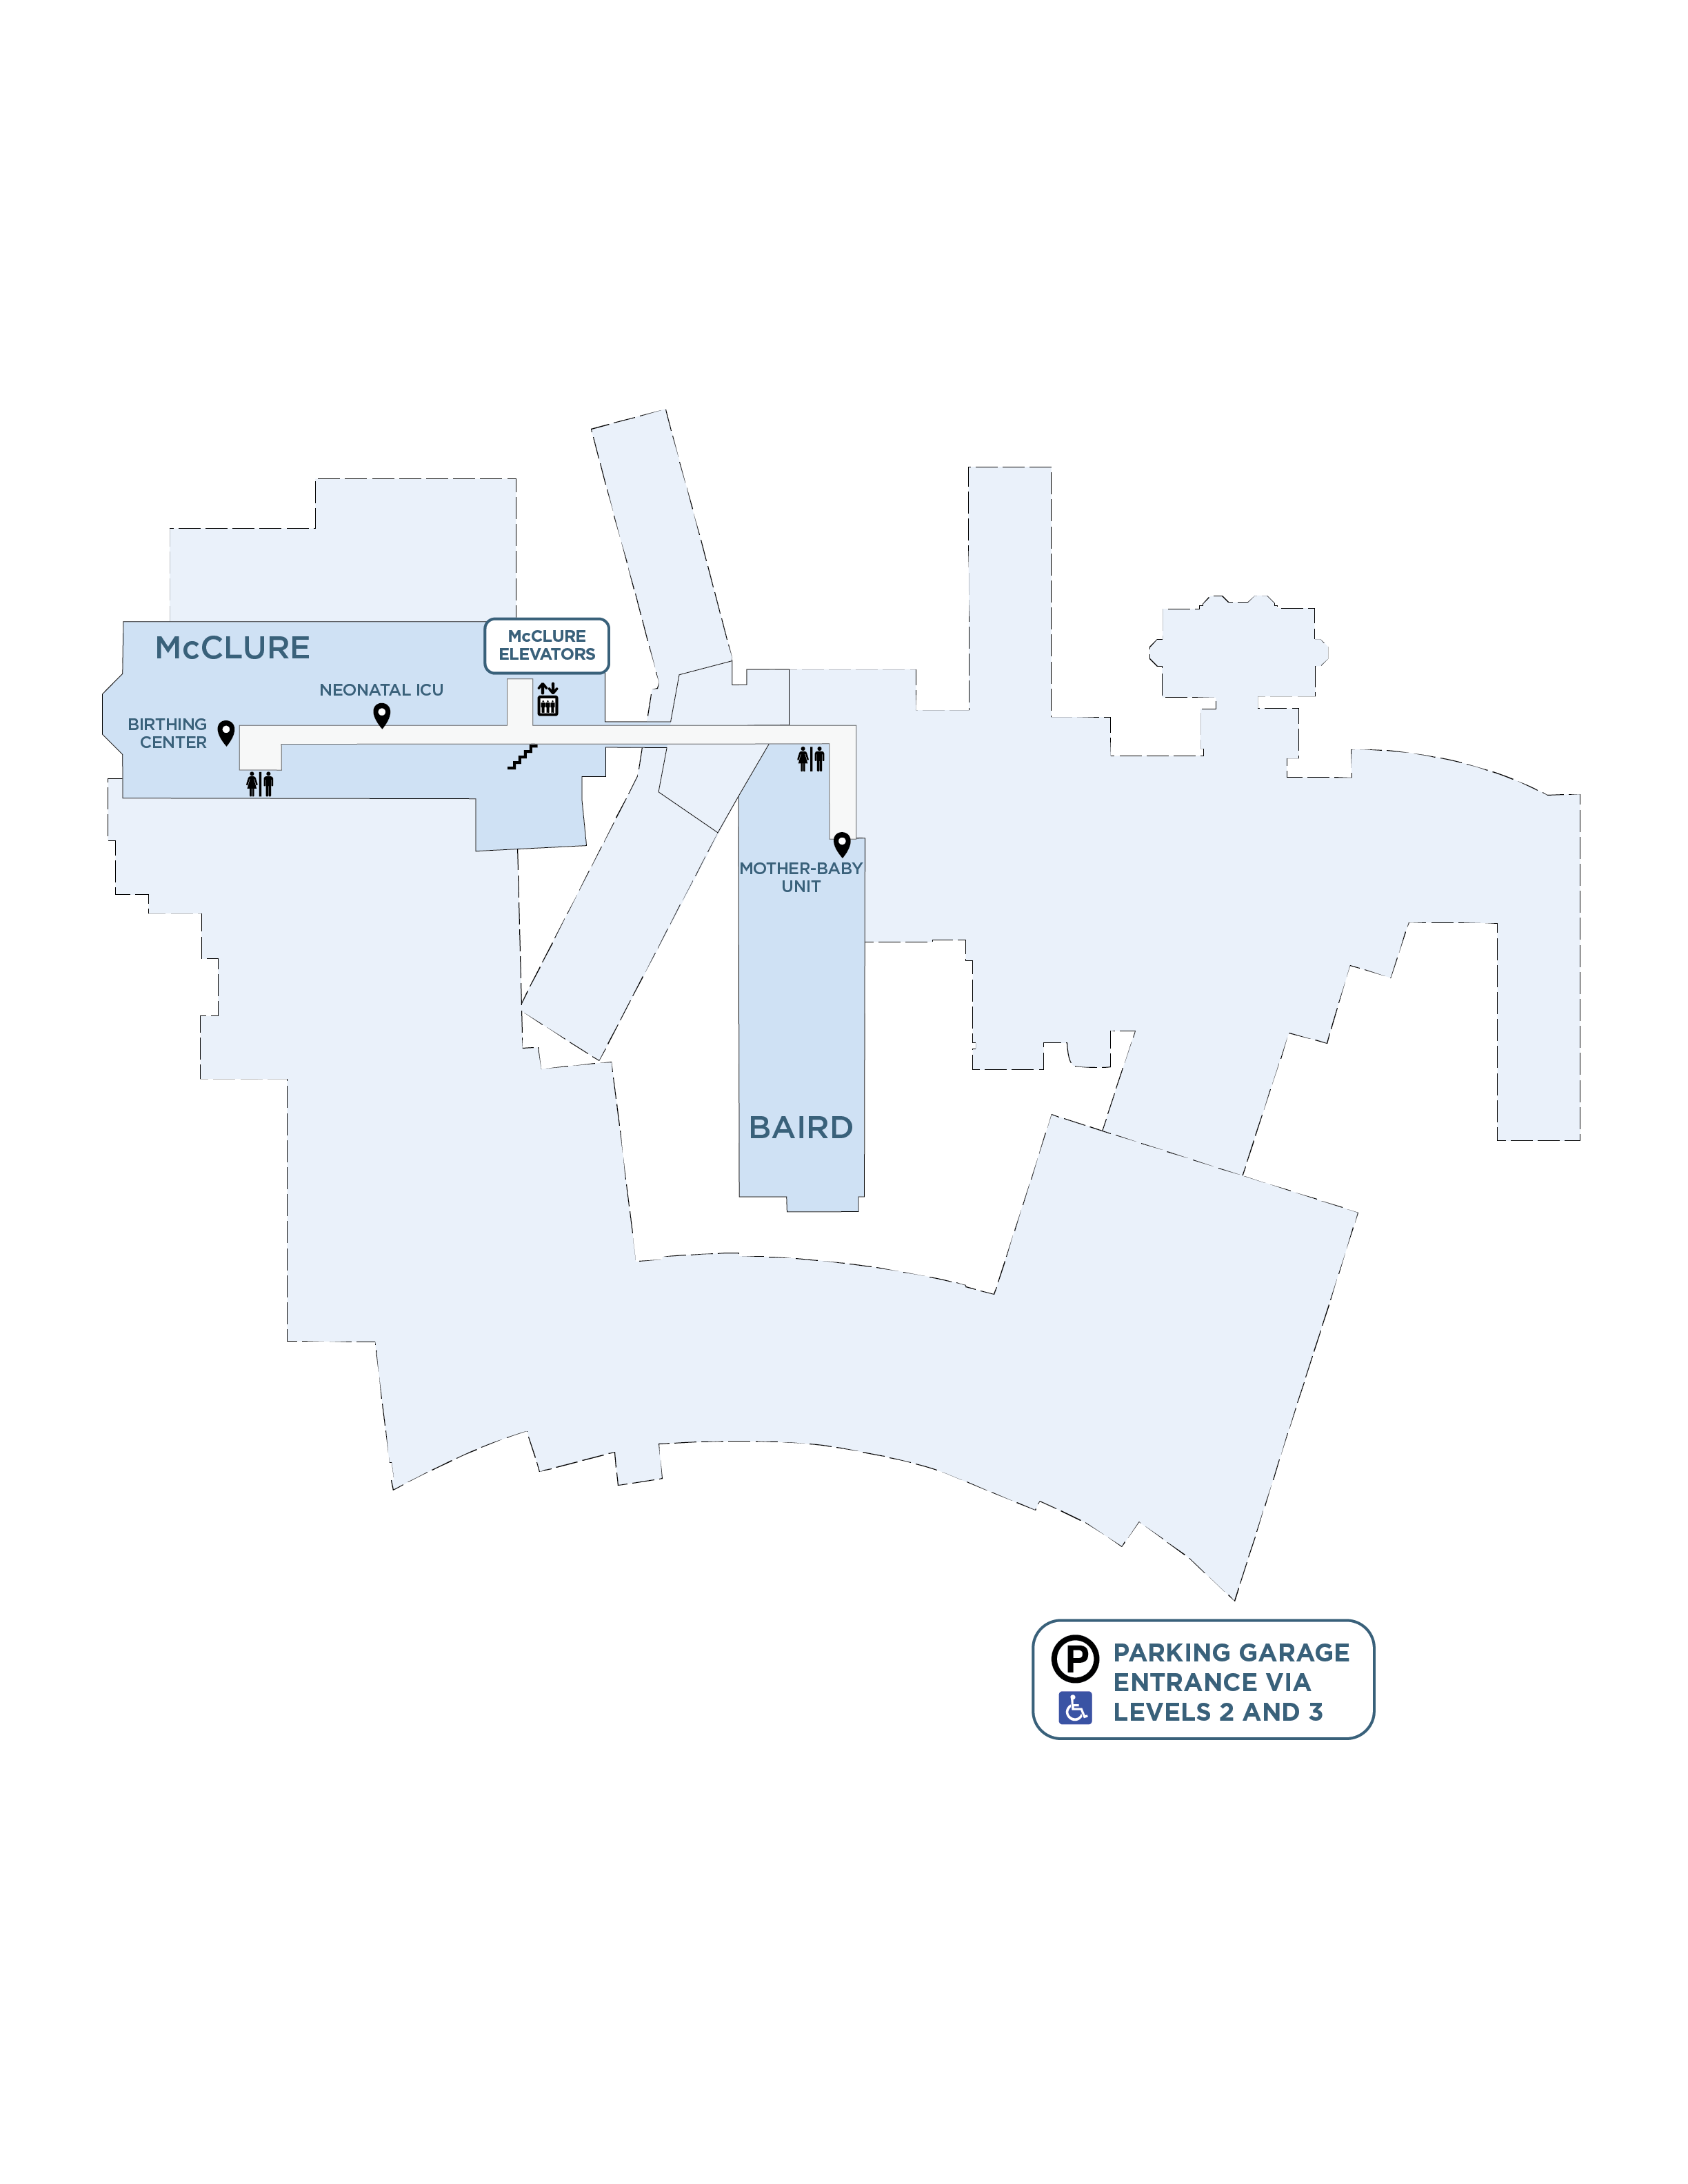 McCLURE
McCLURE
ELEVATORS
NEONATAL ICU
BIRTHING
CENTER
MOTHER-BABY
UNIT
BAIRD
P
PARKING GARAGE
ENTRANCE VIA
LEVELS 2 AND 3